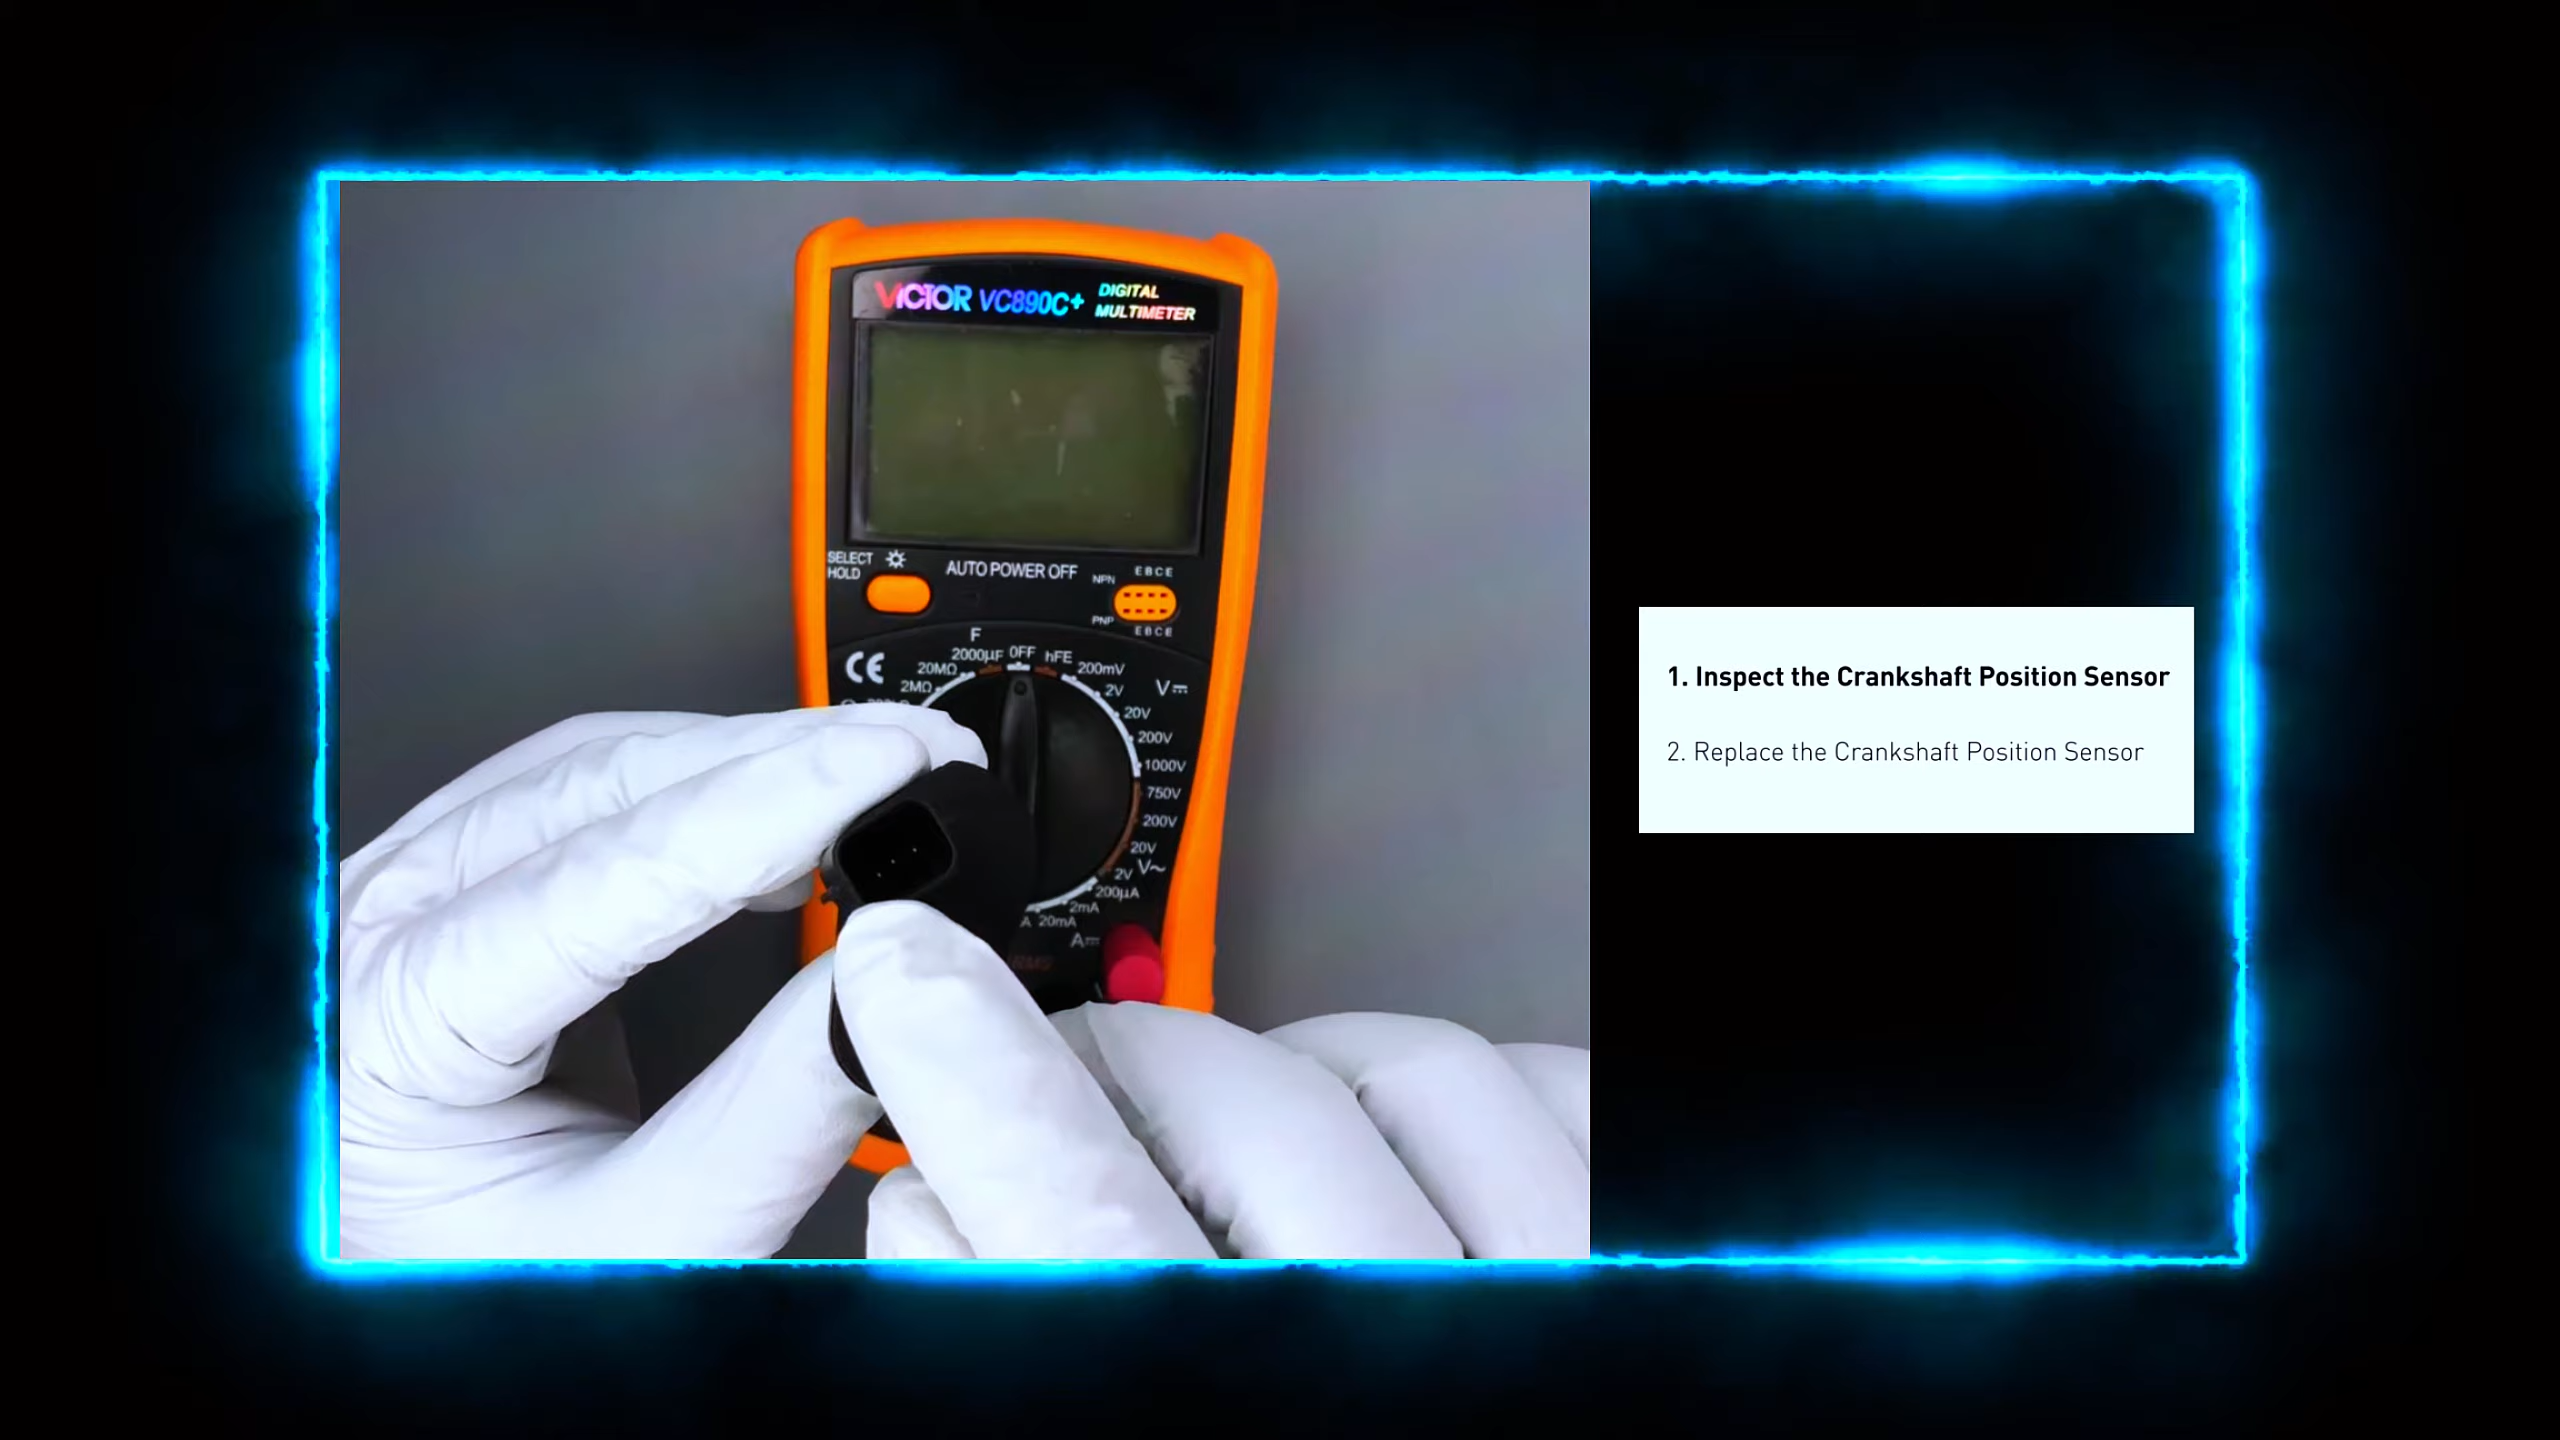 VICTOR VC890C+ DIGITAL
MULTIMETER
SELECT
HOLD
AUTO POWER OFF
NPN
EBCE
PNP
EBCE
F
2000µF
OFF
hFE
CE
20MΩ
2MΩ
200mV
2V
V
20V
200V
1000V
750V
200V
20V
2V
V~
200µA
2mA
20mA
A
A
RMS
1. Inspect the Crankshaft Position Sensor
2. Replace the Crankshaft Position Sensor